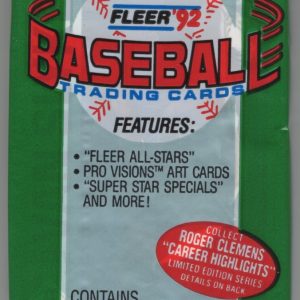 FLEER '92
BASEBALL
TRADING CARDS
FEATURES:
• "FLEER ALL-STARS"
• PRO VISIONS™ ART CARDS
• "SUPER STAR SPECIALS"
AND MORE!
COLLECT
ROGER CLEMENS
"CAREER HIGHLIGHTS"
LIMITED EDITION SERIES
DETAILS ON BACK
CONTAINS